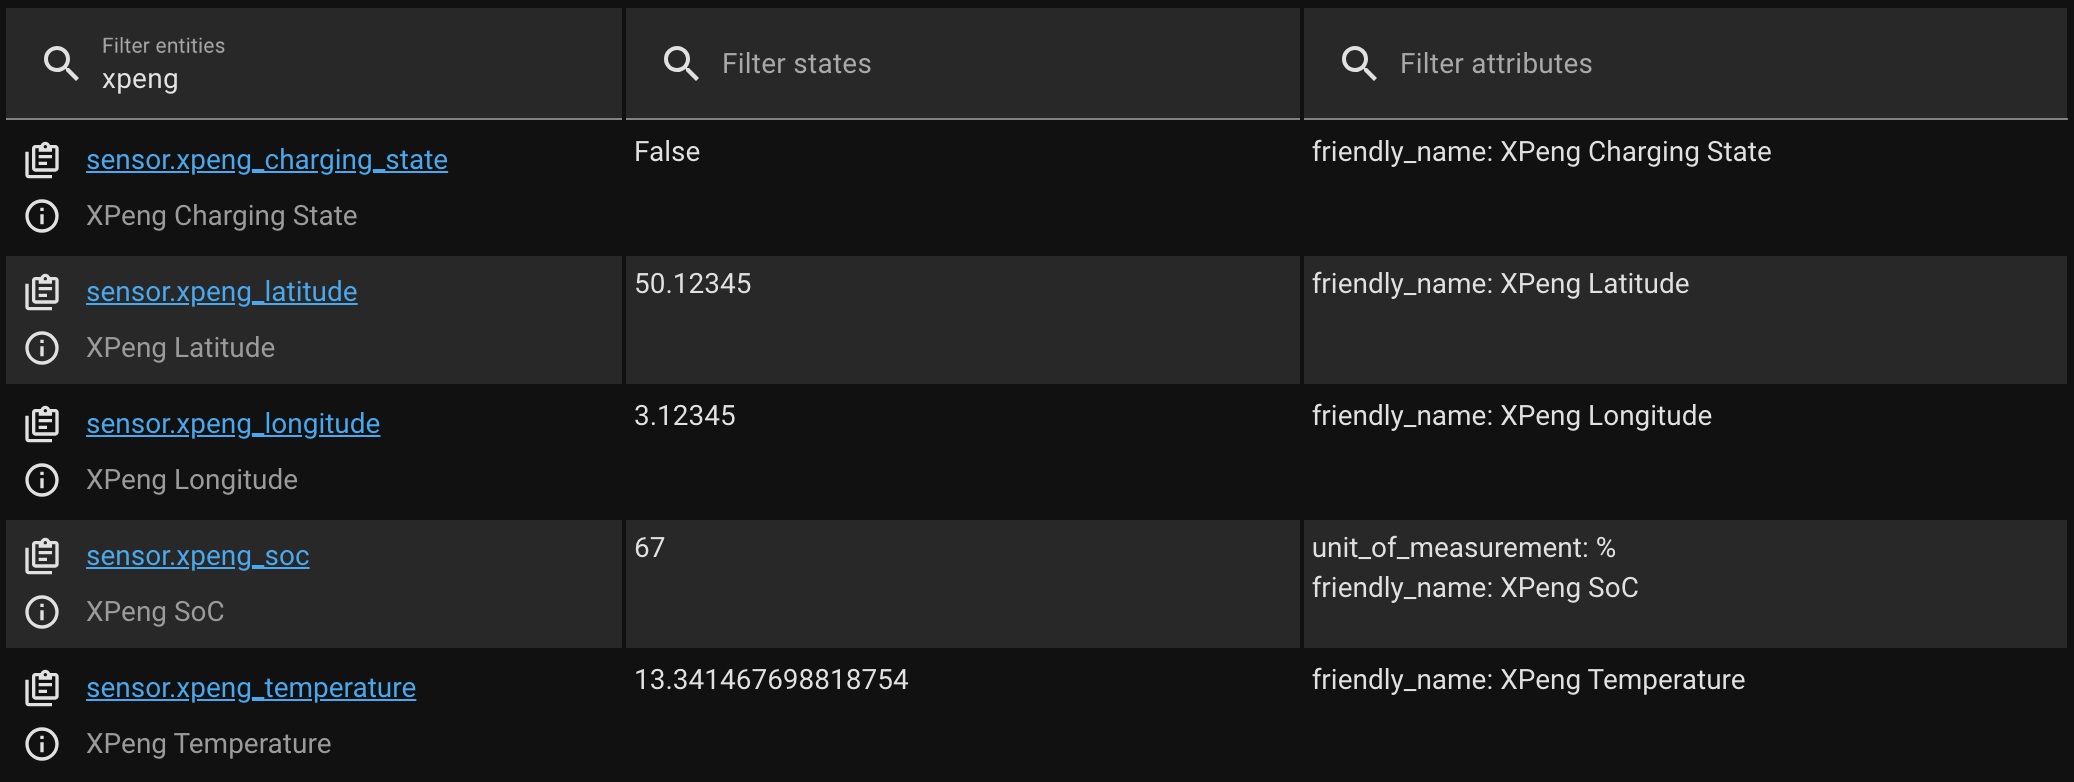 Filter entities
xpeng
Filter states
Filter attributes
sensor.xpeng_charging_state
XPeng Charging State
False
friendly_name: XPeng Charging State
sensor.xpeng_latitude
XPeng Latitude
50.12345
friendly_name: XPeng Latitude
sensor.xpeng_longitude
XPeng Longitude
3.12345
friendly_name: XPeng Longitude
sensor.xpeng_soc
XPeng SoC
67
unit_of_measurement: %
friendly_name: XPeng SoC
sensor.xpeng_temperature
XPeng Temperature
13.341467698818754
friendly_name: XPeng Temperature